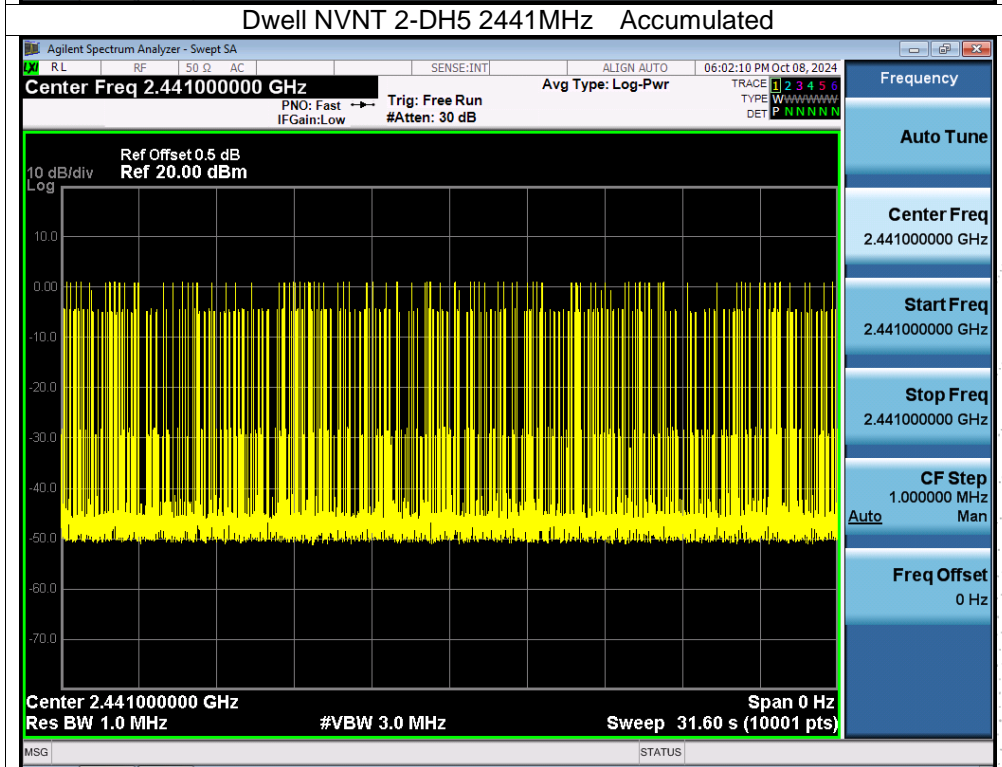 Dwell NVNT 2-DH5 2441MHz Accumulated
Agilent Spectrum Analyzer - Swept SA
LXI RL RF 50 Ω AC SENSE:INT ALIGN AUTO 06:02:10 PM Oct 08, 2024
Center Freq 2.441000000 GHz
PNO: Fast
IFGain:Low
Trig: Free Run
#Atten: 30 dB
Avg Type: Log-Pwr
TRACE 1 2 3 4 5 6
TYPE WWWWWW
DET P N N N N N
Ref Offset 0.5 dB
10 dB/div Ref 20.00 dBm
Log
10.0
0.00
-10.0
-20.0
-30.0
-40.0
-50.0
-60.0
-70.0
Center 2.441000000 GHz Span 0 Hz
Res BW 1.0 MHz #VBW 3.0 MHz Sweep 31.60 s (10001 pts)
MSG STATUS
Frequency
Auto Tune
Center Freq
2.441000000 GHz
Start Freq
2.441000000 GHz
Stop Freq
2.441000000 GHz
CF Step
1.000000 MHz
Auto Man
Freq Offset
0 Hz